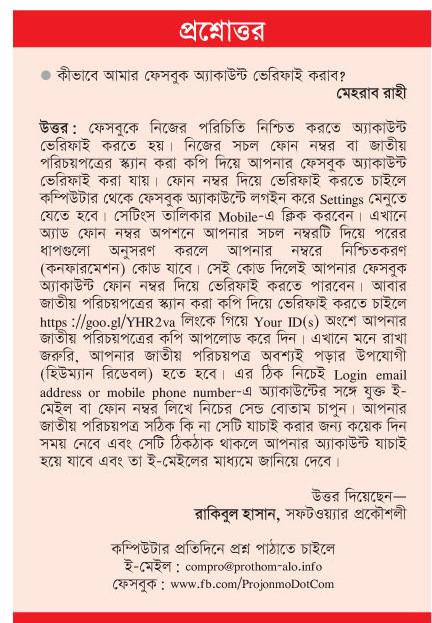 প্রশ্নোত্তর
কীভাবে আমার ফেসবুক অ্যাকাউন্ট ভেরিফাই করাব?
মেহরাব রাহী
উত্তর : ফেসবুকে নিজের পরিচিতি নিশ্চিত করতে অ্যাকাউন্ট
ভেরিফাই করতে হয়। নিজের সচল ফোন নম্বর বা জাতীয়
পরিচয়পত্রের স্ক্যান করা কপি দিয়ে আপনার ফেসবুক অ্যাকাউন্ট
ভেরিফাই করা যায়। ফোন নম্বর দিয়ে ভেরিফাই করতে চাইলে
কম্পিউটার থেকে ফেসবুক অ্যাকাউন্টে লগইন করে Settings মেনুতে
যেতে হবে। সেটিংস তালিকার Mobile-এ ক্লিক করবেন। এখানে
অ্যাড ফোন নম্বর অপশনে আপনার সচল নম্বরটি দিয়ে পরের
ধাপগুলো অনুসরণ করলে আপনার নম্বরে নিশ্চিতকরণ
(কনফারমেশন) কোড যাবে। সেই কোড দিলেই আপনার ফেসবুক
অ্যাকাউন্ট ফোন নম্বর দিয়ে ভেরিফাই করতে পারবেন। আবার
জাতীয় পরিচয়পত্রের স্ক্যান করা কপি দিয়ে ভেরিফাই করতে চাইলে
https ://goo.gl/YHR2va লিংকে গিয়ে Your ID(s) অংশে আপনার
জাতীয় পরিচয়পত্রের কপি আপলোড করে দিন। এখানে মনে রাখা
জরুরি, আপনার জাতীয় পরিচয়পত্র অবশ্যই পড়ার উপযোগী
(হিউম্যান রিডেবল) হতে হবে। এর ঠিক নিচেই Login email
address or mobile phone number-এ অ্যাকাউন্টের সঙ্গে যুক্ত ই-
মেইল বা ফোন নম্বর লিখে নিচের সেন্ড বোতাম চাপুন। আপনার
জাতীয় পরিচয়পত্র সঠিক কি না সেটি যাচাই করার জন্য কয়েক দিন
সময় নেবে এবং সেটি ঠিকঠাক থাকলে আপনার অ্যাকাউন্ট যাচাই
হয়ে যাবে এবং তা ই-মেইলের মাধ্যমে জানিয়ে দেবে।
উত্তর দিয়েছেন—
রাকিবুল হাসান, সফটওয়্যার প্রকৌশলী
কম্পিউটার প্রতিদিনে প্রশ্ন পাঠাতে চাইলে
ই-মেইল : compro@prothom-alo.info
ফেসবুক : www.fb.com/ProjonmoDotCom